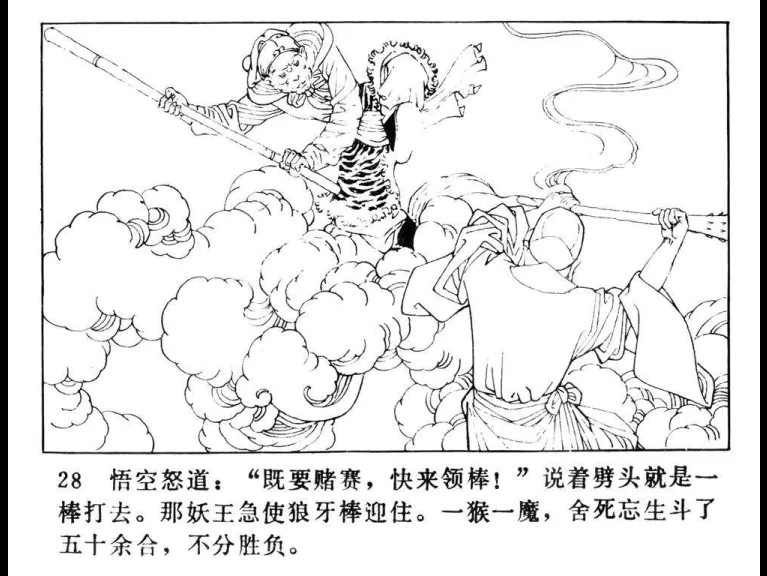 28 悟空怒道：“既要赌赛，快来领棒！”说着劈头就是一
棒打去。那妖王急使狼牙棒迎住。一猴一魔，舍死忘生斗了
五十余合，不分胜负。